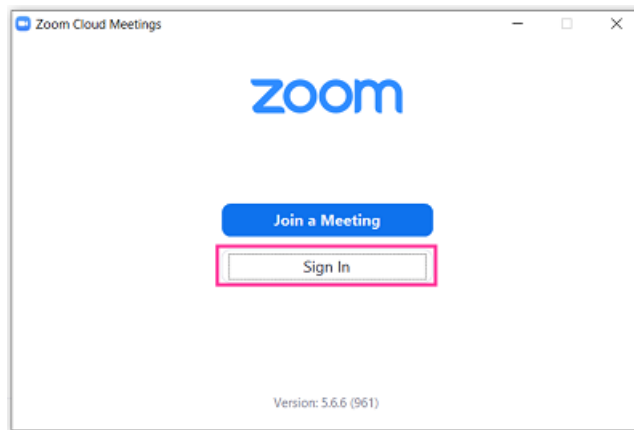 Zoom Cloud Meetings
zoom
Join a Meeting
Sign In
Version: 5.6.6 (961)